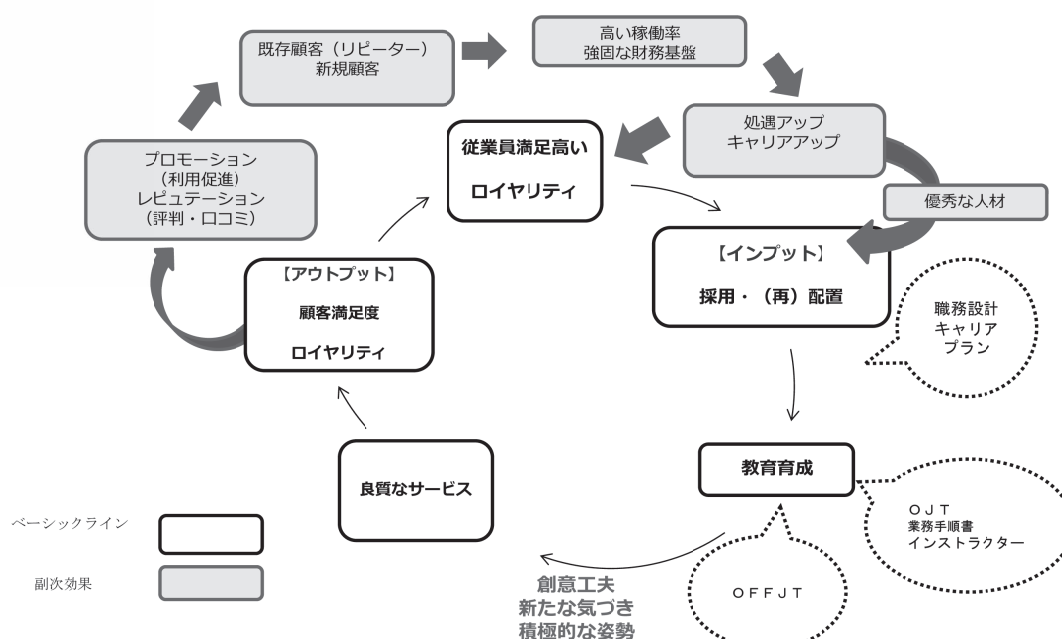 既存顧客（リピーター）
新規顧客
高い稼働率
強固な財務基盤
処遇アップ
キャリアアップ
優秀な人材
プロモーション
（利用促進）
レピュテーション
（評判・口コミ）
従業員満足高い
ロイヤリティ
【インプット】
採用・（再）配置
職務設計
キャリア
プラン
【アウトプット】
顧客満足度
ロイヤリティ
良質なサービス
教育育成
ＯＪＴ
業務手順書
インストラクター
ＯＦＦＪＴ
創意工夫
新たな気づき
積極的な姿勢
ベーシックライン
副次効果